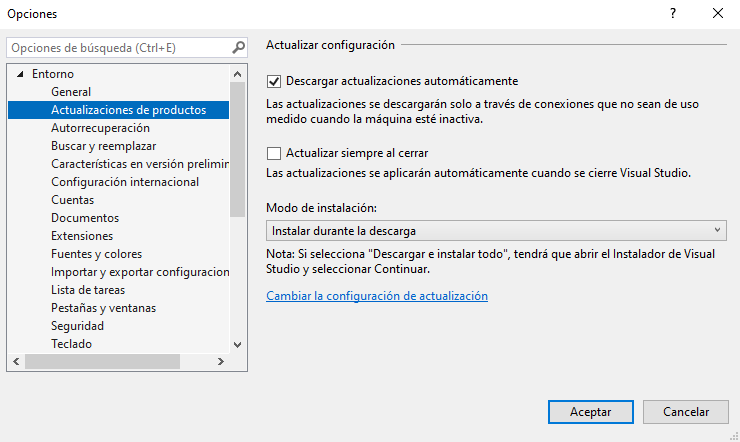 Opciones
Opciones de búsqueda (Ctrl+E)
Entorno
General
Actualizaciones de productos
Autorrecuperación
Buscar y reemplazar
Características en versión prelimin
Configuración internacional
Cuentas
Documentos
Extensiones
Fuentes y colores
Importar y exportar configuracion
Lista de tareas
Pestañas y ventanas
Seguridad
Teclado
Actualizar configuración
Descargar actualizaciones automáticamente
Las actualizaciones se descargarán solo a través de conexiones que no sean de uso
medido cuando la máquina esté inactiva.
Actualizar siempre al cerrar
Las actualizaciones se aplicarán automáticamente cuando se cierre Visual Studio.
Modo de instalación:
Instalar durante la descarga
Nota: Si selecciona "Descargar e instalar todo", tendrá que abrir el Instalador de Visual
Studio y seleccionar Continuar.
Cambiar la configuración de actualización
Aceptar
Cancelar